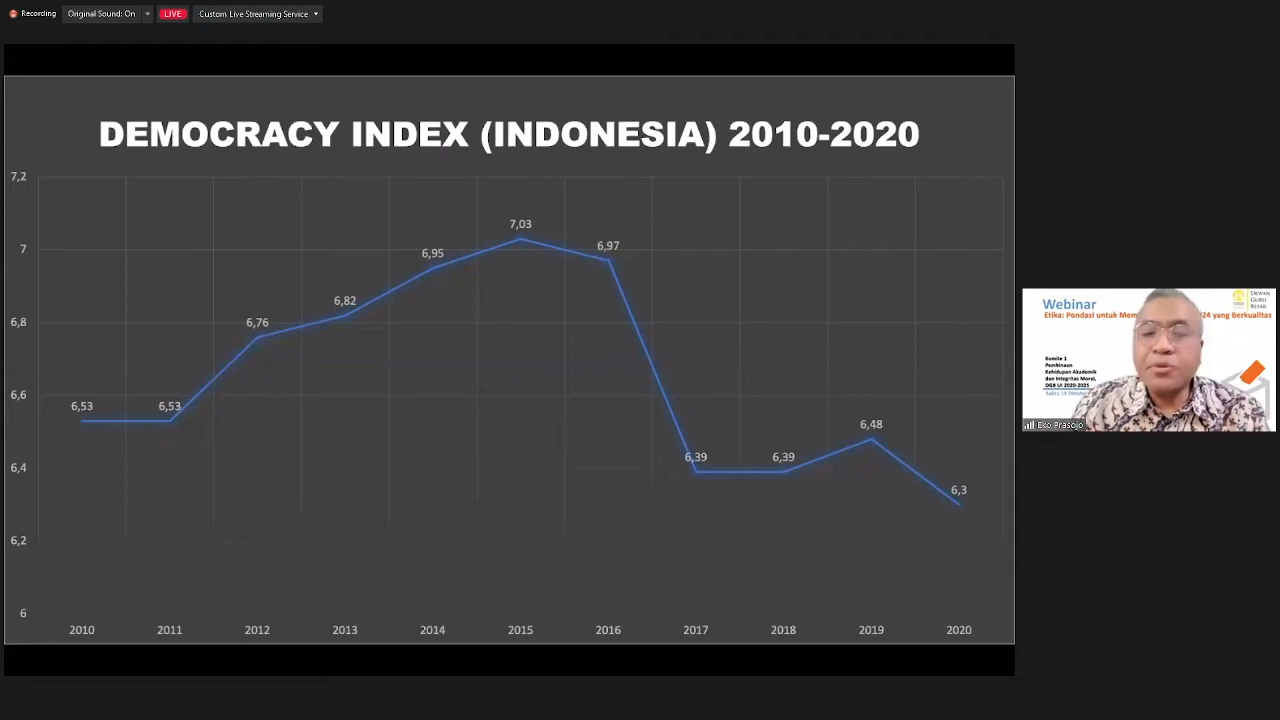 Recording
Original Sound: On
LIVE
Custom Live Streaming Service
DEMOCRACY INDEX (INDONESIA) 2010-2020
7,2
7
6,8
6,6
6,4
6,2
6
6,53
6,53
6,76
6,82
6,95
7,03
6,97
6,39
6,39
6,48
6,3
2010
2011
2012
2013
2014
2015
2016
2017
2018
2019
2020
Webinar
DEWAN
GURU
BESAR
Etika: Pondasi untuk 24 yang Berkualitas
Komite 1
Pembinaan
Kehidupan Akademik
dan Integritas Moral,
DGB UI 2020-2025
Sabtu 15
Eko Prasojo